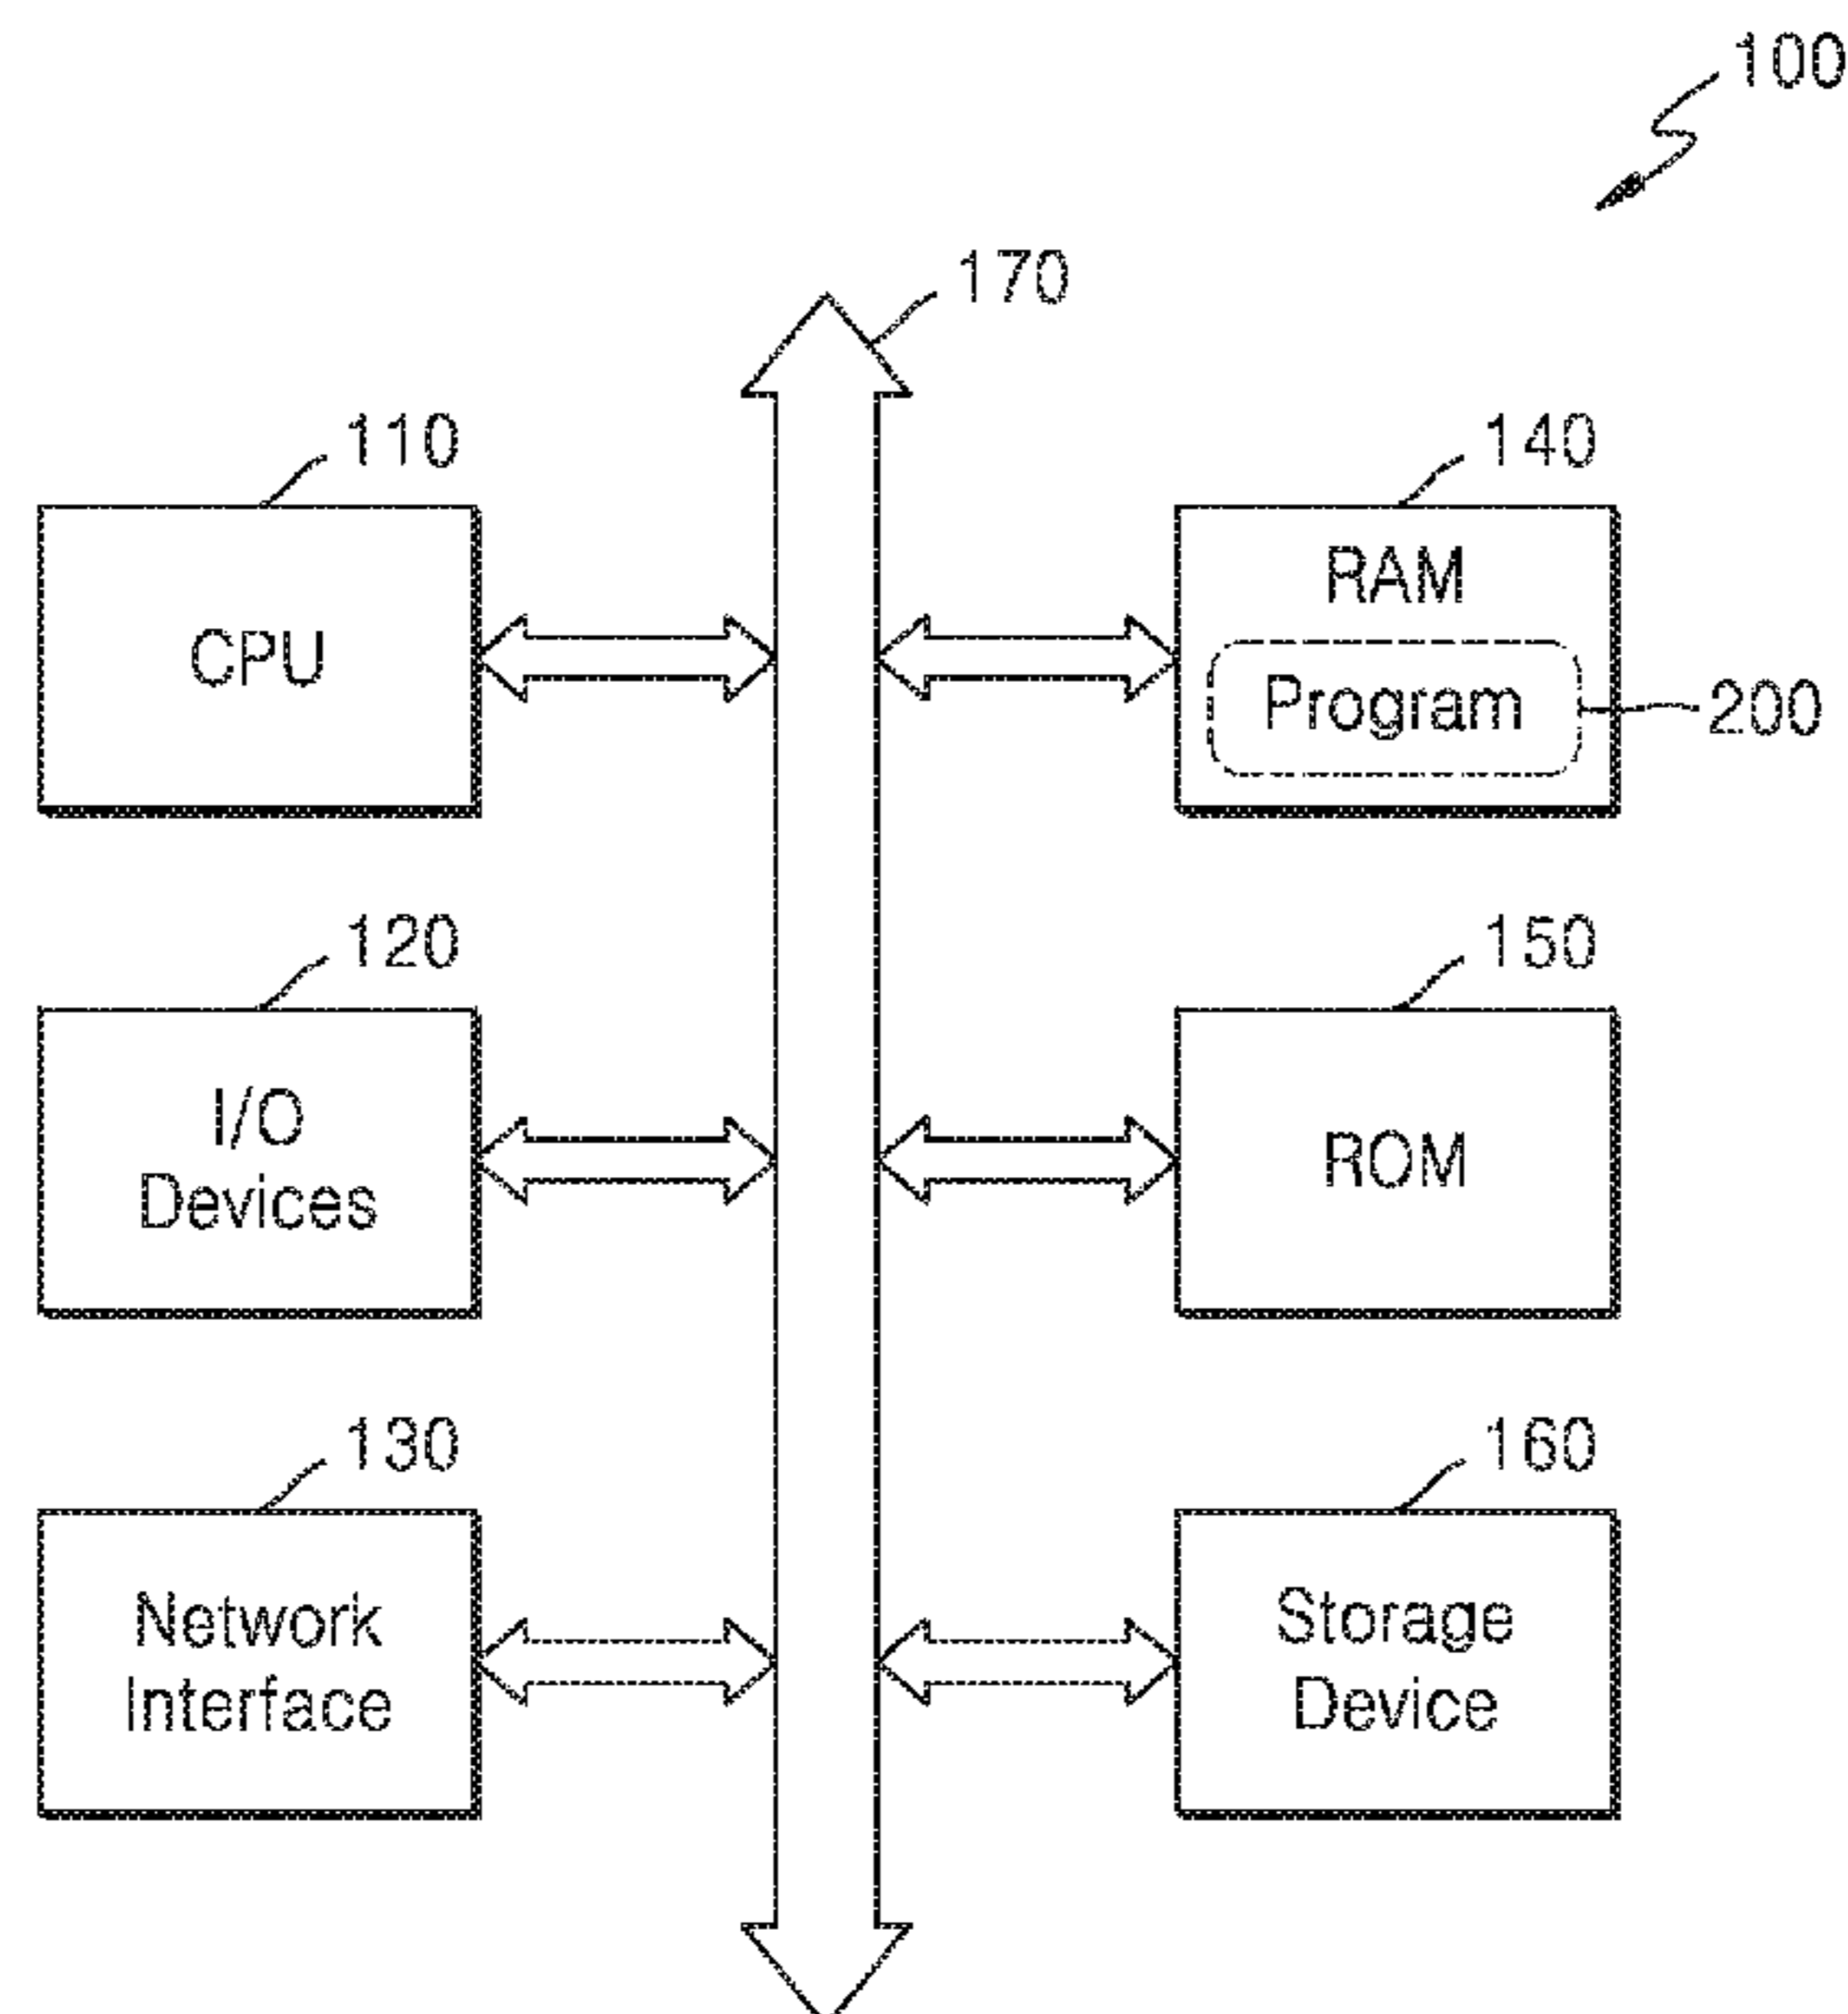 100
170
110
CPU
140
RAM
Program
200
120
I/O
Devices
150
ROM
130
Network
Interface
160
Storage
Device